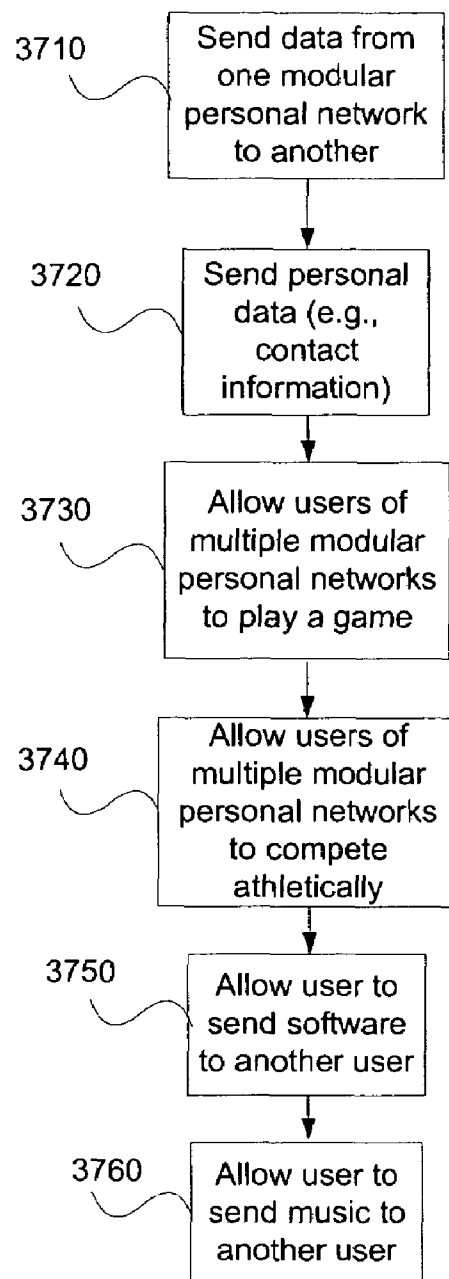 3710
Send data from
one modular
personal network
to another
3720
Send personal
data (e.g.,
contact
information)
3730
Allow users of
multiple modular
personal networks
to play a game
3740
Allow users of
multiple modular
personal networks
to compete
athletically
3750
Allow user to
send software
to another user
3760
Allow user to
send music to
another user